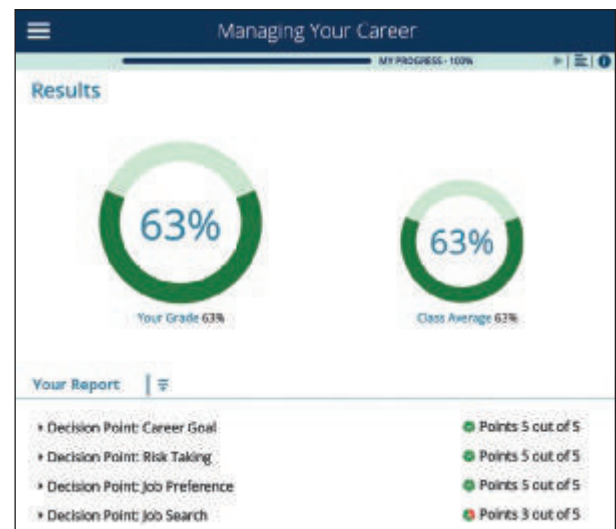 Managing Your Career
MY PROGRESS - 100%
Results
63%
63%
Your Grade 63%
Class Average 63%
Your Report
Decision Point: Career Goal
Points 5 out of 5
Decision Point: Risk Taking
Points 5 out of 5
Decision Point: Job Preference
Points 5 out of 5
Decision Point: Job Search
Points 3 out of 5